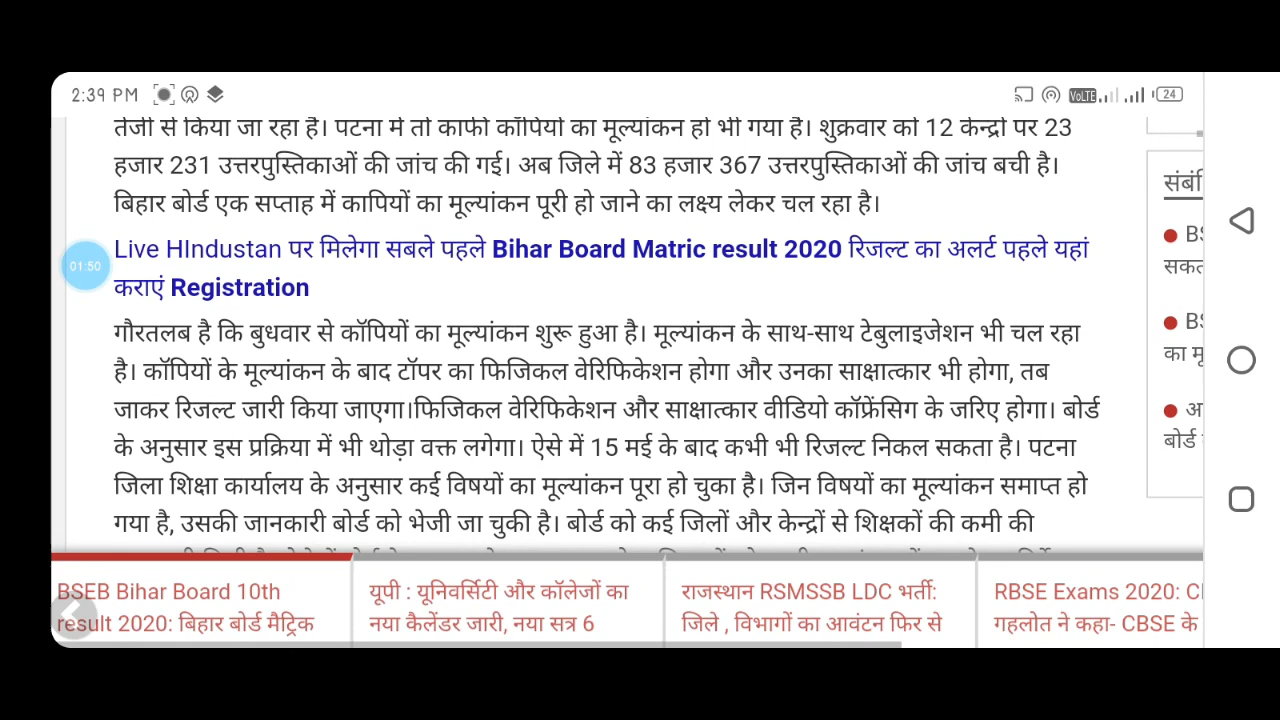 2:39 PM
VoLTE 24
तेजी से किया जा रहा है। पटना में तो काफी कॉपियों का मूल्यांकन हो भी गया है। शुक्रवार को 12 केन्द्रों पर 23
हजार 231 उत्तरपुस्तिकाओं की जांच की गई। अब जिले में 83 हजार 367 उत्तरपुस्तिकाओं की जांच बची है।
बिहार बोर्ड एक सप्ताह में कापियों का मूल्यांकन पूरी हो जाने का लक्ष्य लेकर चल रहा है।
Live HIndustan पर मिलेगा सबले पहले Bihar Board Matric result 2020 रिजल्ट का अलर्ट पहले यहां
कराएं Registration
01:50
गौरतलब है कि बुधवार से कॉपियों का मूल्यांकन शुरू हुआ है। मूल्यांकन के साथ-साथ टेबुलाइजेशन भी चल रहा
है। कॉपियों के मूल्यांकन के बाद टॉपर का फिजिकल वेरिफिकेशन होगा और उनका साक्षात्कार भी होगा, तब
जाकर रिजल्ट जारी किया जाएगा।फिजिकल वेरिफिकेशन और साक्षात्कार वीडियो कॉफ्रेंसिग के जरिए होगा। बोर्ड
के अनुसार इस प्रक्रिया में भी थोड़ा वक्त लगेगा। ऐसे में 15 मई के बाद कभी भी रिजल्ट निकल सकता है। पटना
जिला शिक्षा कार्यालय के अनुसार कई विषयों का मूल्यांकन पूरा हो चुका है। जिन विषयों का मूल्यांकन समाप्त हो
गया है, उसकी जानकारी बोर्ड को भेजी जा चुकी है। बोर्ड को कई जिलों और केन्द्रों से शिक्षकों की कमी की
संबंि
BS
सकत
BS
का मू
अ
बोर्ड
BSEB Bihar Board 10th
result 2020: बिहार बोर्ड मैट्रिक
यूपी : यूनिवर्सिटी और कॉलेजों का
नया कैलेंडर जारी, नया सत्र 6
राजस्थान RSMSSB LDC भर्ती:
जिले , विभागों का आवंटन फिर से
RBSE Exams 2020: C
गहलोत ने कहा- CBSE के